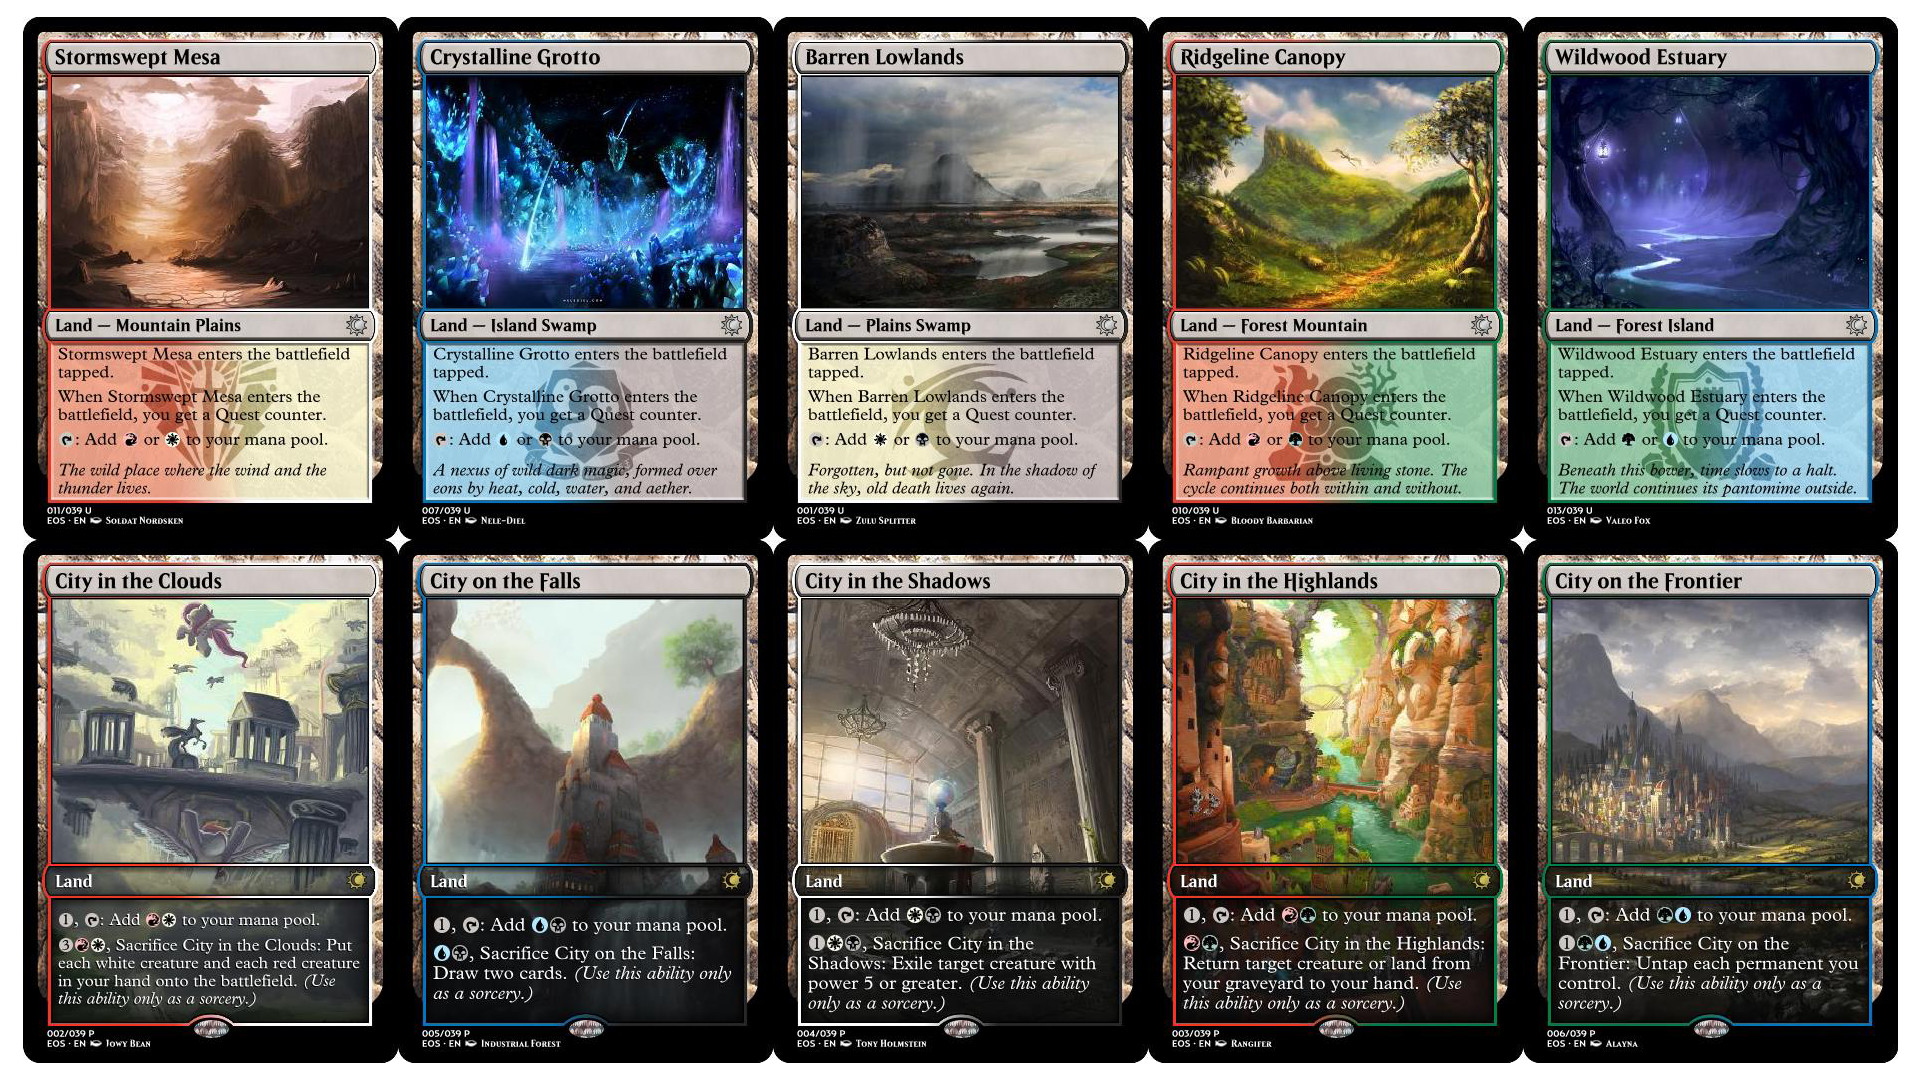 Stormswept Mesa
Land — Mountain Plains
Stormswept Mesa enters the battlefield
tapped.
When Stormswept Mesa enters the
battlefield, you get a Quest counter.
: Add or to your mana pool.
The wild place where the wind and the
thunder lives.
011/039 U
EOS · EN Soldat Nordsken
Crystalline Grotto
Land — Island Swamp
Crystalline Grotto enters the battlefield
tapped.
When Crystalline Grotto enters the
battlefield, you get a Quest counter.
: Add or to your mana pool.
A nexus of wild dark magic, formed over
eons by heat, cold, water, and aether.
007/039 U
EOS · EN Nele-Diel
Barren Lowlands
Land — Plains Swamp
Barren Lowlands enters the battlefield
tapped.
When Barren Lowlands enters the
battlefield, you get a Quest counter.
: Add or to your mana pool.
Forgotten, but not gone. In the shadow of
the sky, old death lives again.
001/039 U
EOS · EN Zulu Splitter
Ridgeline Canopy
Land — Forest Mountain
Ridgeline Canopy enters the battlefield
tapped.
When Ridgeline Canopy enters the
battlefield, you get a Quest counter.
: Add or to your mana pool.
Rampant growth above living stone. The
cycle continues both within and without.
010/039 U
EOS · EN Bloody Barbarian
Wildwood Estuary
Land — Forest Island
Wildwood Estuary enters the battlefield
tapped.
When Wildwood Estuary enters the
battlefield, you get a Quest counter.
: Add or to your mana pool.
Beneath this bower, time slows to a halt.
The world continues its pantomime outside.
013/039 U
EOS · EN Valeo Fox
City in the Clouds
Land
1, : Add to your mana pool.
3, Sacrifice City in the Clouds: Put
each white creature and each red creature
in your hand onto the battlefield. (Use
this ability only as a sorcery.)
002/039 P
EOS · EN Jowy Bean
City on the Falls
Land
1, : Add to your mana pool.
, Sacrifice City on the Falls:
Draw two cards. (Use this ability only
as a sorcery.)
005/039 P
EOS · EN Industrial Forest
City in the Shadows
Land
1, : Add to your mana pool.
1, Sacrifice City in the
Shadows: Exile target creature with
power 5 or greater. (Use this ability
only as a sorcery.)
004/039 P
EOS · EN Tony Holmstein
City in the Highlands
Land
1, : Add to your mana pool.
, Sacrifice City in the Highlands:
Return target creature or land from
your graveyard to your hand. (Use
this ability only as a sorcery.)
003/039 P
EOS · EN Rangifer
City on the Frontier
Land
1, : Add to your mana pool.
1, Sacrifice City on the
Frontier: Untap each permanent you
control. (Use this ability only as a
sorcery.)
006/039 P
EOS · EN Alayna